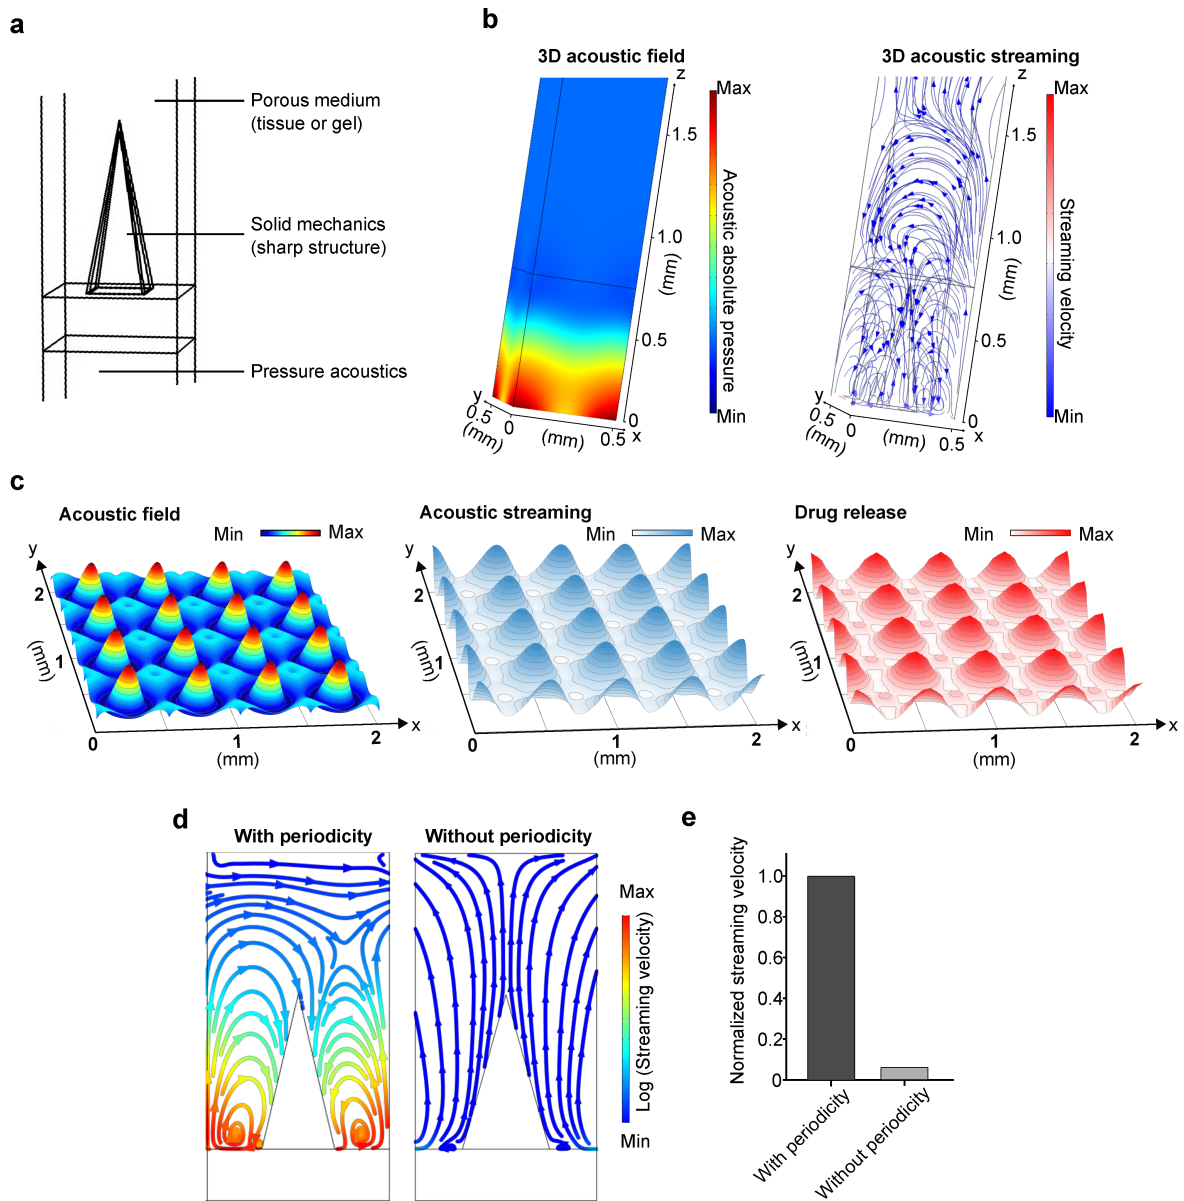 a
Porous medium
(tissue or gel)
Solid mechanics
(sharp structure)
Pressure acoustics
b
3D acoustic field
z
1.5
1.0
(mm)
0.5
0
x
0.5
(mm)
0
y
0.5
(mm)
Max
Acoustic absolute pressure
Min
3D acoustic streaming
z
1.5
1.0
(mm)
0.5
0
x
0.5
(mm)
0
y
0.5
(mm)
Max
Streaming velocity
Min
c
Acoustic field
Min Max
y
2
(mm)
1
0
1
2
x
(mm)
Acoustic streaming
Min Max
y
2
(mm)
1
0
1
2
x
(mm)
Drug release
Min Max
y
2
(mm)
1
0
1
2
x
(mm)
d
With periodicity
Without periodicity
Max
Log (Streaming velocity)
Min
e
Normalized streaming velocity
1.0
0.8
0.6
0.4
0.2
0
With periodicity
Without periodicity